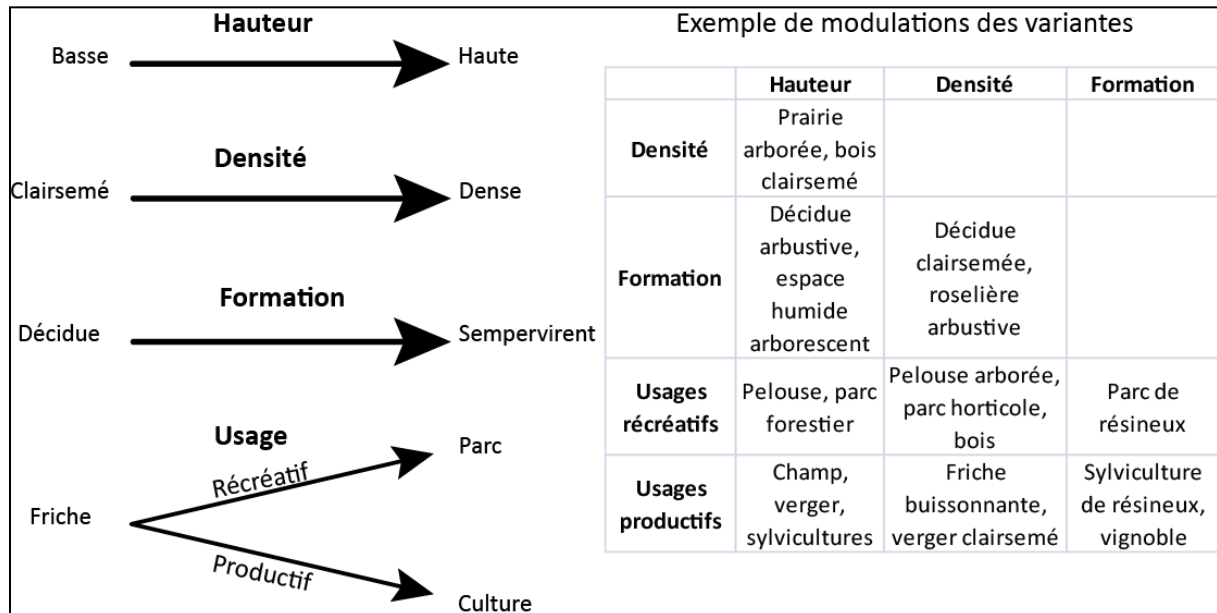 Hauteur
Basse
Haute
Densité
Clairsemé
Dense
Formation
Décidue
Sempervirent
Usage
Friche
Récréatif
Parc
Productif
Culture
Exemple de modulations des variantes
Hauteur
Densité
Formation
Densité
Prairie
arborée, bois
clairsemé
Formation
Décidue
arbustive,
espace
humide
arborescent
Décidue
clairsemée,
roselière
arbustive
Usages
récréatifs
Pelouse, parc
forestier
Pelouse arborée,
parc horticole,
bois
Parc de
résineux
Usages
productifs
Champ,
verger,
sylvicultures
Friche
buissonnante,
verger clairsemé
Sylviculture
de résineux,
vignoble